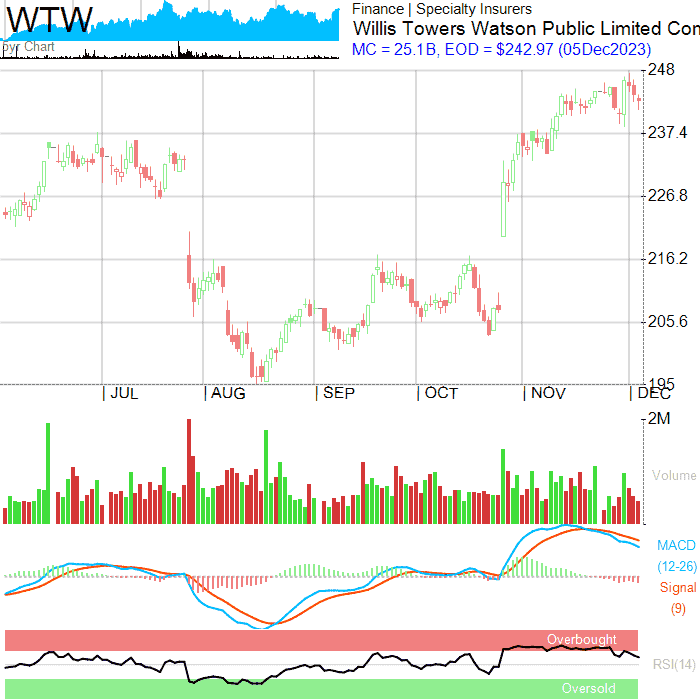 WTW
5yr Chart
Finance | Specialty Insurers
Willis Towers Watson Public Limited Con
MC = 25.1B, EOD = $242.97 (05Dec2023)
248
237.4
226.8
216.2
205.6
195
| JUL | AUG | SEP | OCT | NOV | DEC
2M
Volume
MACD
(12-26)
Signal
(9)
Overbought
RSI(14)
Oversold